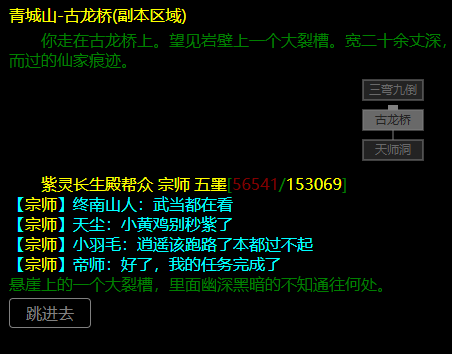 青城山-古龙桥(副本区域)
你走在古龙桥上。望见岩壁上一个大裂槽。宽二十余丈深，
而过的仙家痕迹。
三弯九倒
古龙桥
天师洞
紫灵长生殿帮众 宗师 五墨[56541/153069]
【宗师】终南山人：武当都在看
【宗师】天尘：小黄鸡别秒紫了
【宗师】小羽毛：逍遥该跑路了本都过不起
【宗师】帝师：好了，我的任务完成了
悬崖上的一个大裂槽，里面幽深黑暗的不知通往何处。
跳进去